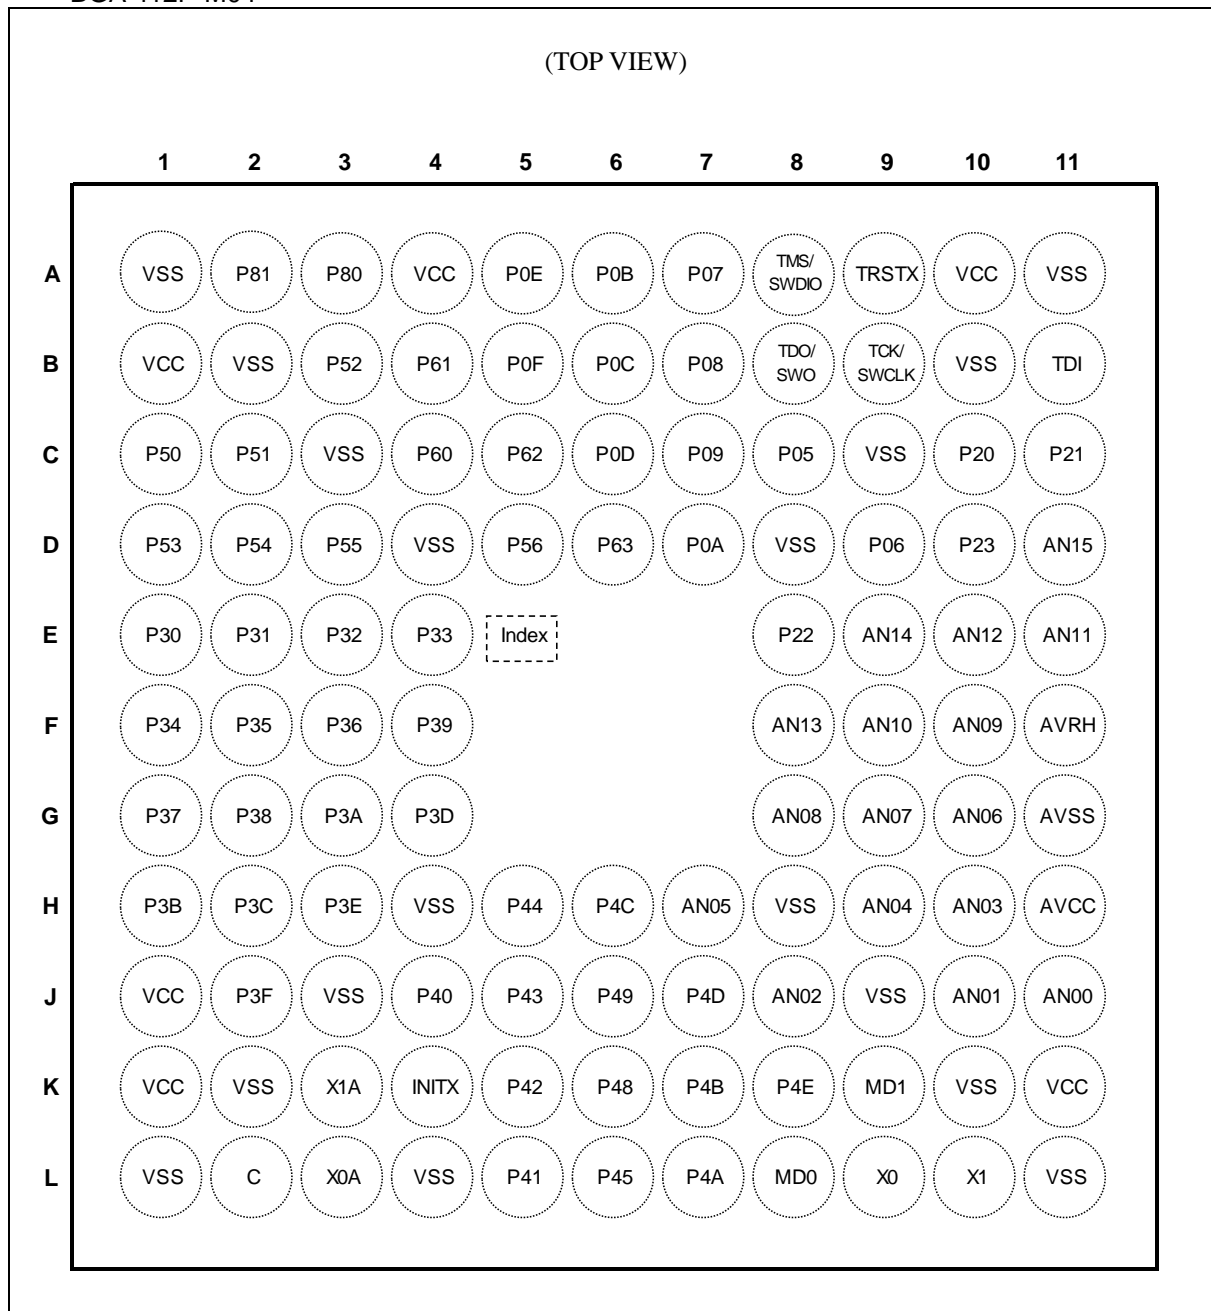 (TOP VIEW)
1 2 3 4 5 6 7 8 9 10 11
A VSS P81 P80 VCC P0E P0B P07 TMS/ SWDIO TRSTX VCC VSS
B VCC VSS P52 P61 P0F P0C P08 TDO/ SWO TCK/ SWCLK VSS TDI
C P50 P51 VSS P60 P62 P0D P09 P05 VSS P20 P21
D P53 P54 P55 VSS P56 P63 P0A VSS P06 P23 AN15
E P30 P31 P32 P33 Index P22 AN14 AN12 AN11
F P34 P35 P36 P39 AN13 AN10 AN09 AVRH
G P37 P38 P3A P3D AN08 AN07 AN06 AVSS
H P3B P3C P3E VSS P44 P4C AN05 VSS AN04 AN03 AVCC
J VCC P3F VSS P40 P43 P49 P4D AN02 VSS AN01 AN00
K VCC VSS X1A INITX P42 P48 P4B P4E MD1 VSS VCC
L VSS C X0A VSS P41 P45 P4A MD0 X0 X1 VSS